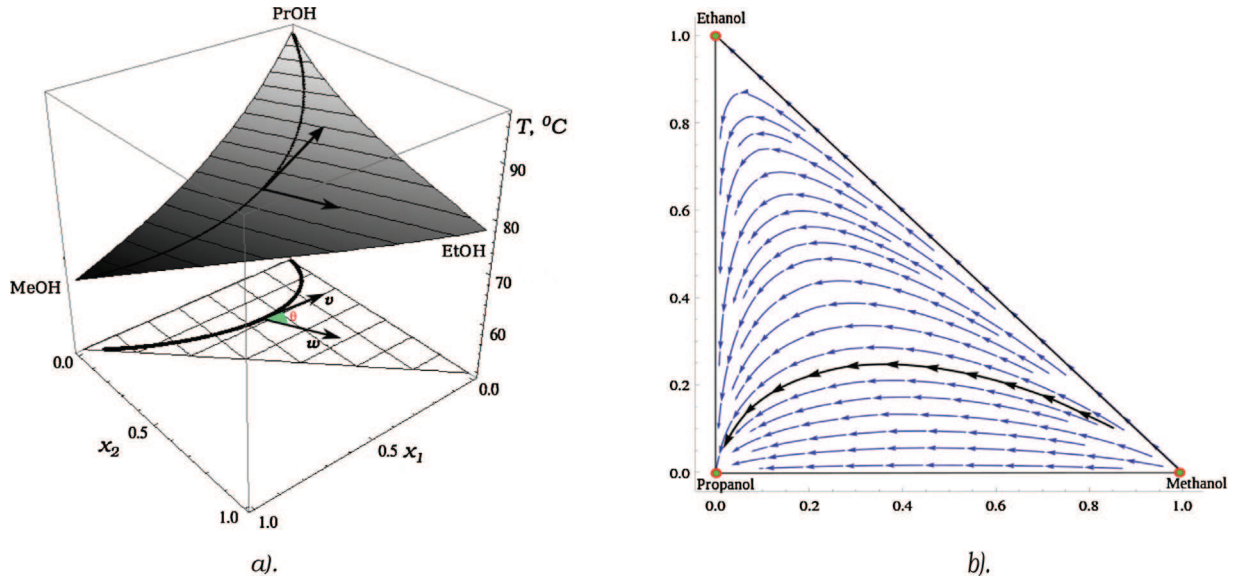 PrOH
T, ⁰C
90
80
EtOH
70
MeOH
60
v
θ
w
0.0
0.0
0.5
x₂
0.5 x₁
1.0
1.0
a).
Ethanol
1.0
0.8
0.6
0.4
0.2
0.0
Propanol
Methanol
0.0 0.2 0.4 0.6 0.8 1.0
b).